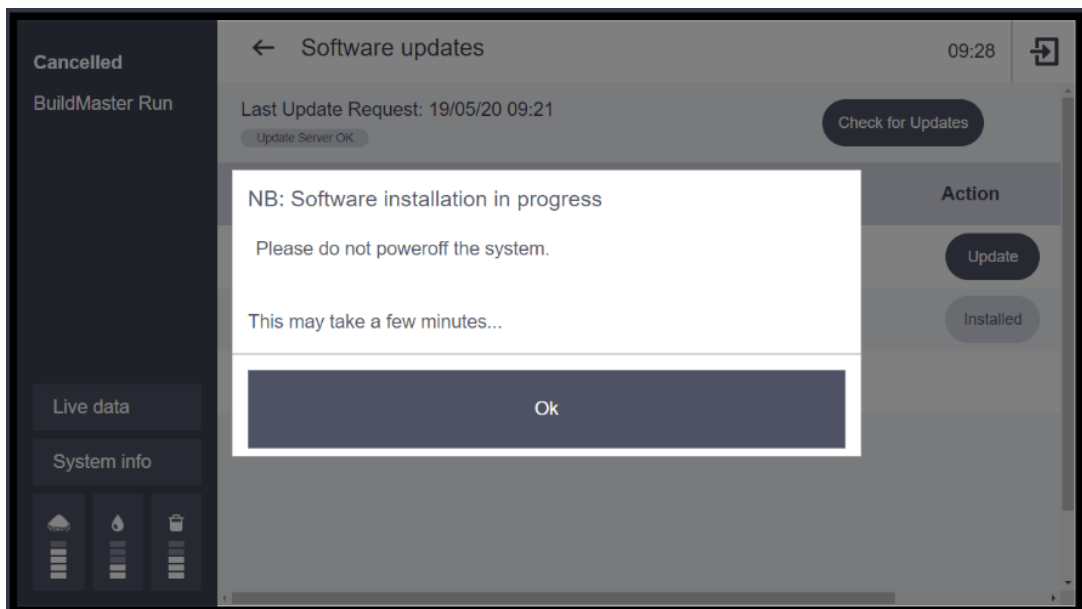 Cancelled
BuildMaster Run
Live data
System info
← Software updates
09:28
Last Update Request: 19/05/20 09:21
Update Server OK
Check for Updates
Action
Update
Installed
NB: Software installation in progress
Please do not poweroff the system.
This may take a few minutes...
Ok